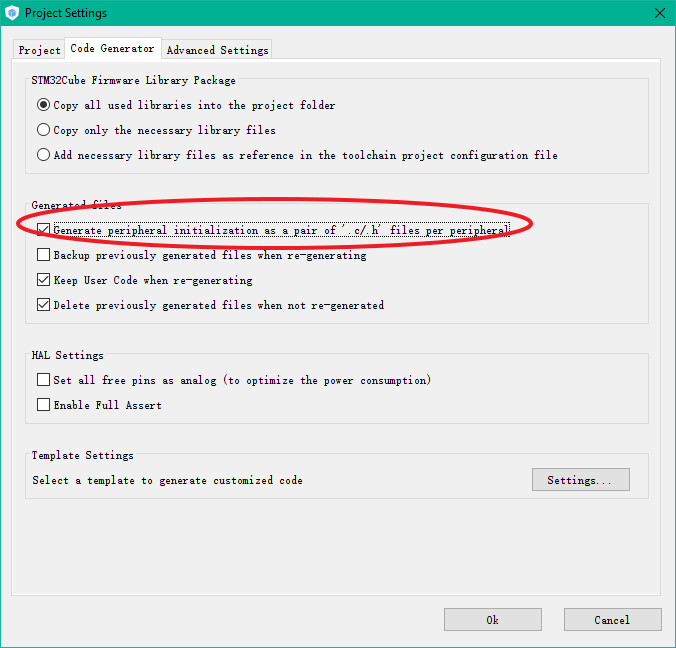 Project Settings
Project Code Generator Advanced Settings
STM32Cube Firmware Library Package
Copy all used libraries into the project folder
Copy only the necessary library files
Add necessary library files as reference in the toolchain project configuration file
Generated files
Generate peripheral initialization as a pair of '.c/.h' files per peripheral
Backup previously generated files when re-generating
Keep User Code when re-generating
Delete previously generated files when not re-generated
HAL Settings
Set all free pins as analog (to optimize the power consumption)
Enable Full Assert
Template Settings
Select a template to generate customized code
Settings...
Ok
Cancel